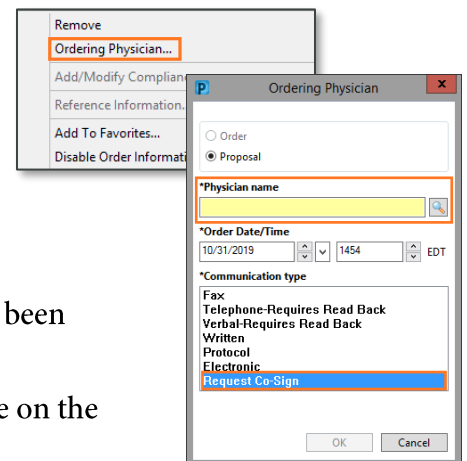 Remove
Ordering Physician...
Add/Modify Complian
Reference Information.
Add To Favorites...
Disable Order Informati
P
Ordering Physician
x
Order
Proposal
*Physician name
*Order Date/Time
10/31/2019 1454 EDT
*Communication type
Fax
Telephone-Requires Read Back
Verbal-Requires Read Back
Written
Protocol
Electronic
Request Co-Sign
OK Cancel
been
e on the